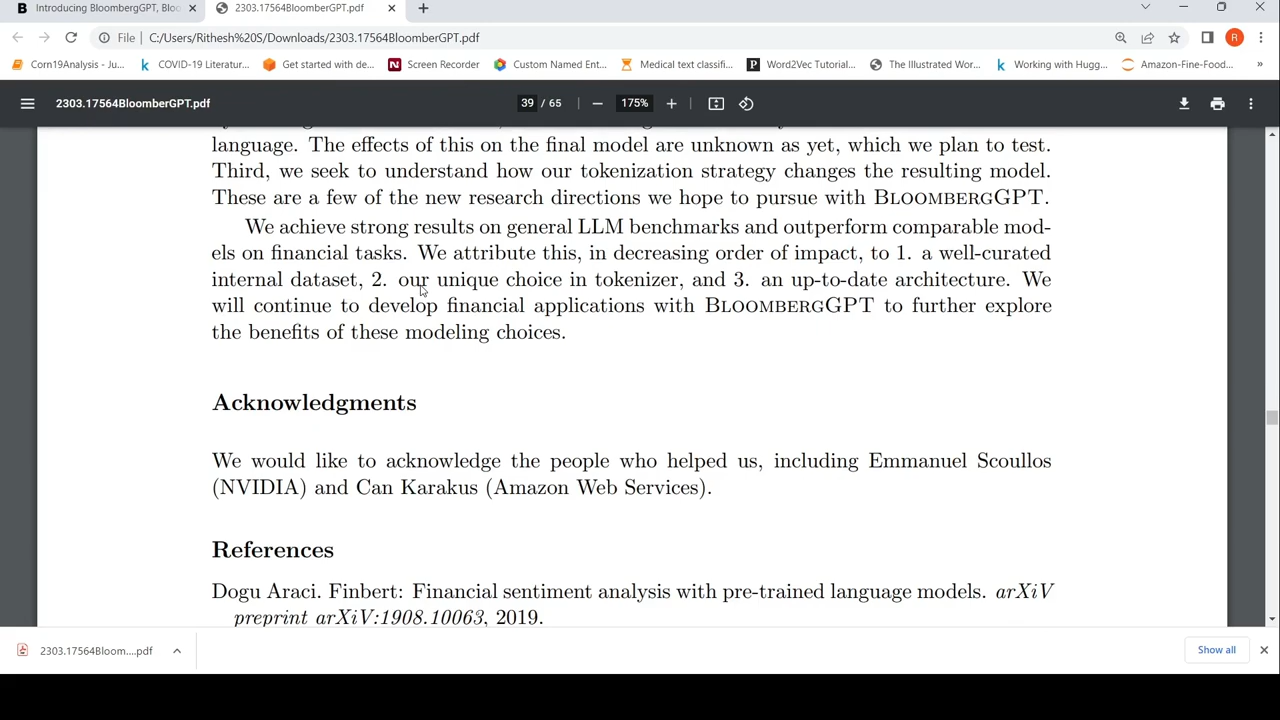 Introducing BloombergGPT, Bloo
2303.17564BloomberGPT.pdf
File
C:/Users/Rithesh%20S/Downloads/2303.17564BloomberGPT.pdf
R
Corn19Analysis - Ju...
COVID-19 Literatur...
Get started with de...
Screen Recorder
Custom Named Ent...
Medical text classifi...
Word2Vec Tutorial...
The Illustrated Wor...
Working with Hugg...
Amazon-Fine-Food...
»
2303.17564BloomberGPT.pdf
39 / 65
175%
language. The effects of this on the final model are unknown as yet, which we plan to test.
Third, we seek to understand how our tokenization strategy changes the resulting model.
These are a few of the new research directions we hope to pursue with BLOOMBERGGPT.
We achieve strong results on general LLM benchmarks and outperform comparable mod-
els on financial tasks. We attribute this, in decreasing order of impact, to 1. a well-curated
internal dataset, 2. our unique choice in tokenizer, and 3. an up-to-date architecture. We
will continue to develop financial applications with BLOOMBERGGPT to further explore
the benefits of these modeling choices.
Acknowledgments
We would like to acknowledge the people who helped us, including Emmanuel Scoullos
(NVIDIA) and Can Karakus (Amazon Web Services).
References
Dogu Araci. Finbert: Financial sentiment analysis with pre-trained language models. arXiV
preprint arXiV:1908.10063, 2019.
2303.17564Bloom....pdf
Show all